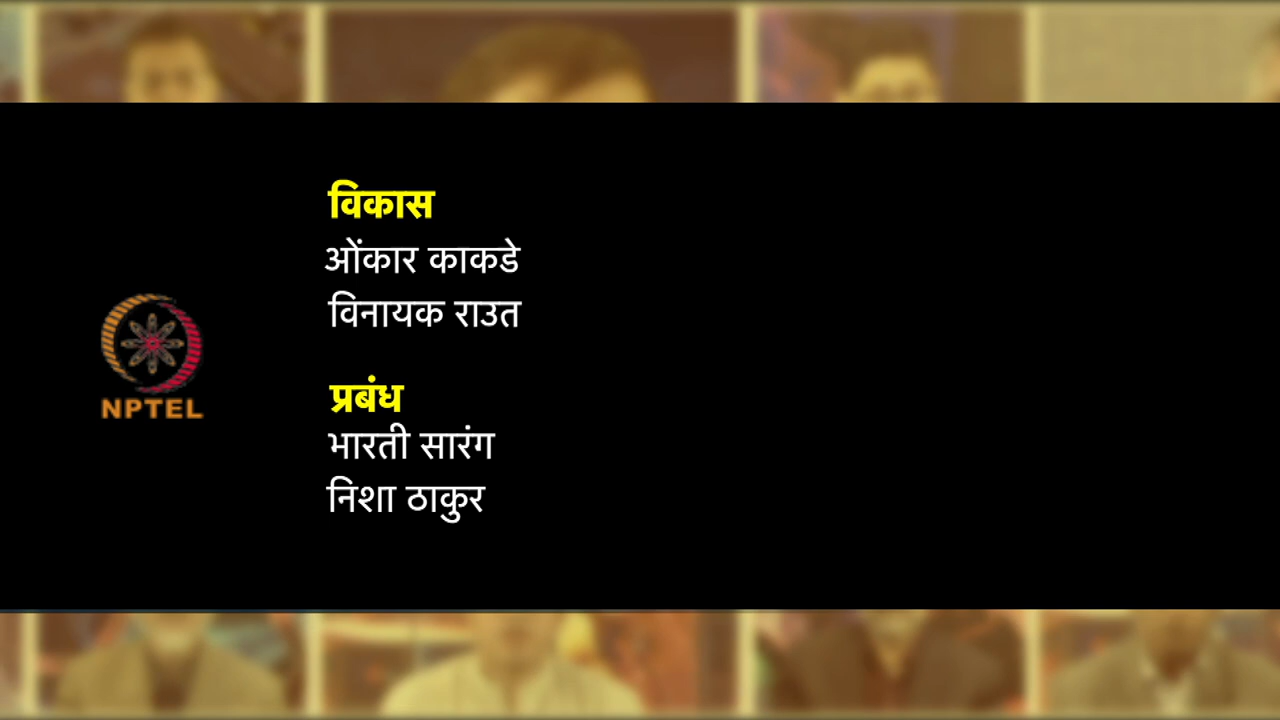 विकास
ओंकार काकडे
विनायक राउत
NPTEL
प्रबंध
भारती सारंग
निशा ठाकुर